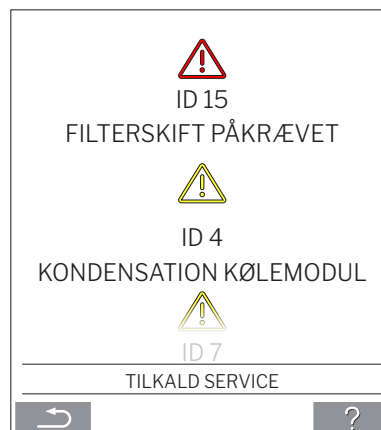 ID 15
FILTERSKIFT PÅKRÆVET
ID 4
KONDENSATION KØLEMODUL
ID 7
TILKALD SERVICE
?